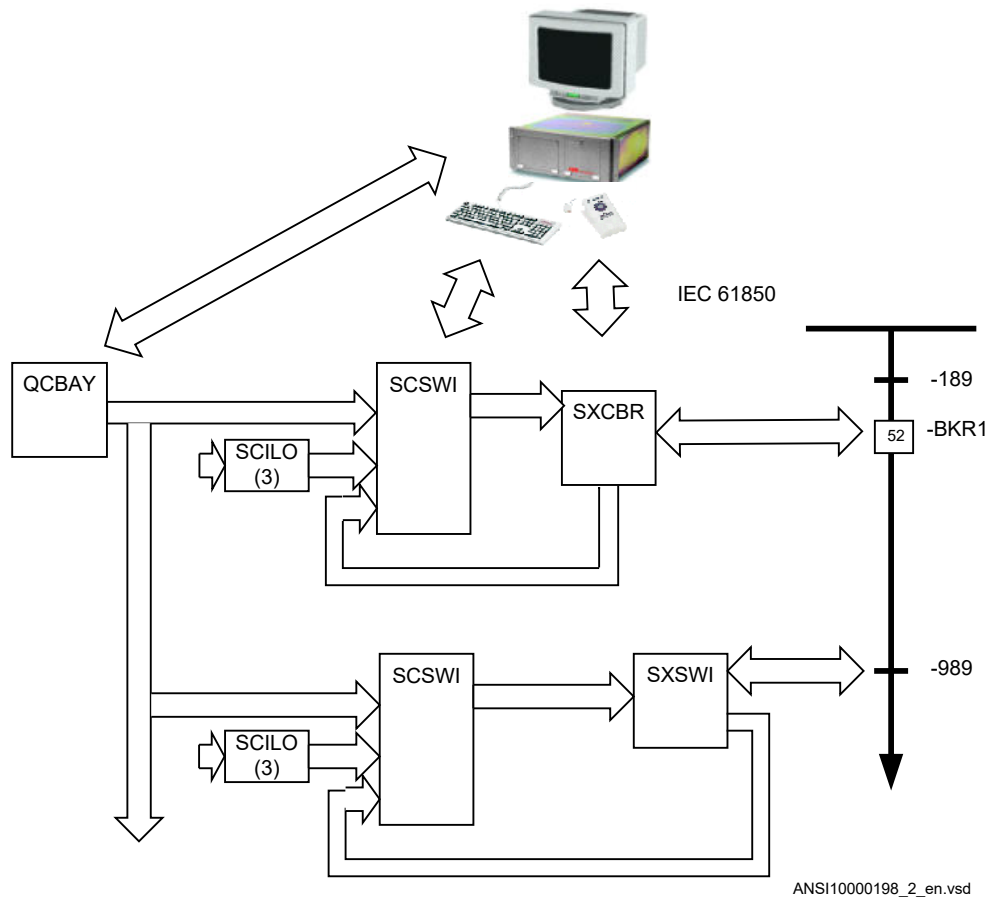 IEC 61850
QCBAY
SCSWI
SXCBR
-189
52
-BKR1
SCILO
(3)
SCSWI
SXSWI
-989
SCILO
(3)
ANSI10000198_2_en.vsd